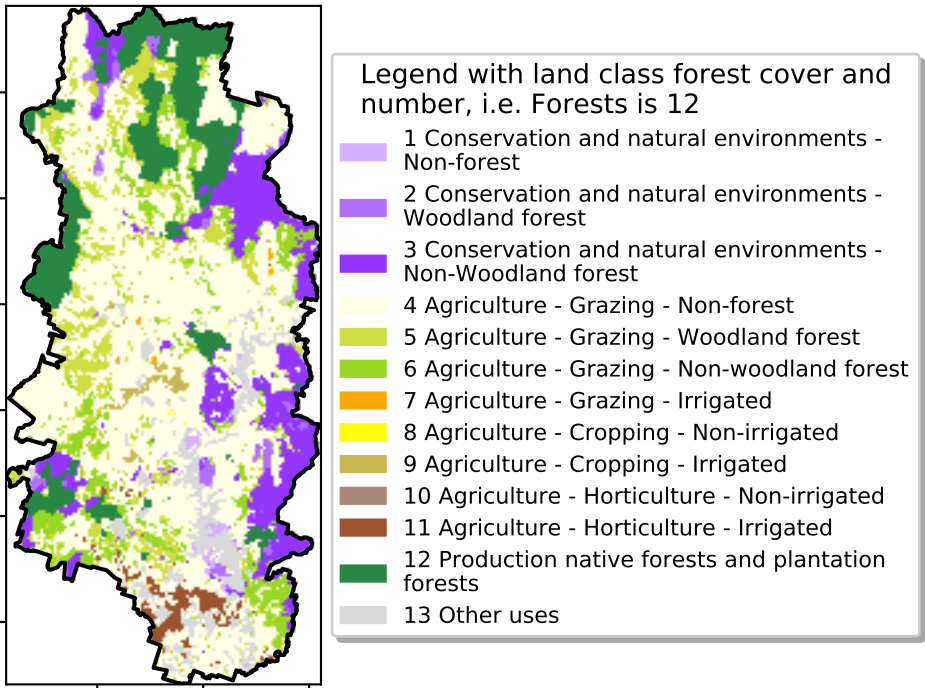 Legend with land class forest cover and
number, i.e. Forests is 12
1 Conservation and natural environments -
Non-forest
2 Conservation and natural environments -
Woodland forest
3 Conservation and natural environments -
Non-Woodland forest
4 Agriculture - Grazing - Non-forest
5 Agriculture - Grazing - Woodland forest
6 Agriculture - Grazing - Non-woodland forest
7 Agriculture - Grazing - Irrigated
8 Agriculture - Cropping - Non-irrigated
9 Agriculture - Cropping - Irrigated
10 Agriculture - Horticulture - Non-irrigated
11 Agriculture - Horticulture - Irrigated
12 Production native forests and plantation
forests
13 Other uses